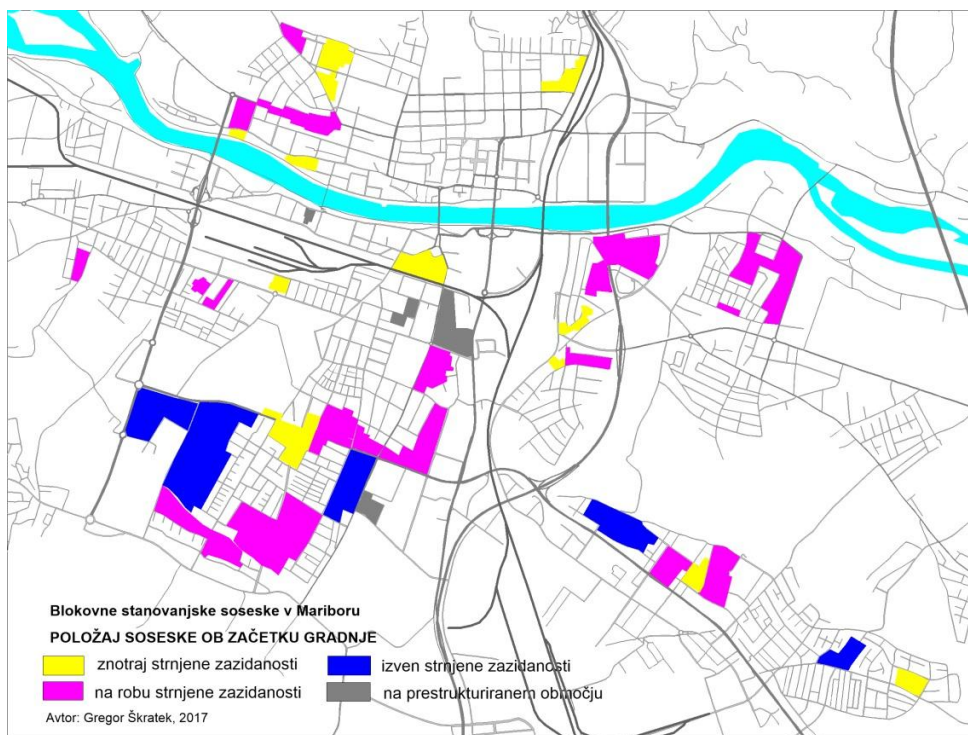 Blokovne stanovanjske soseske v Mariboru
POLOŽAJ SOSESKE OB ZAČETKU GRADNJE
znotraj strnjene zazidanosti
izven strnjene zazidanosti
na robu strnjene zazidanosti
na prestrukturiranem območju
Avtor: Gregor Škratek, 2017